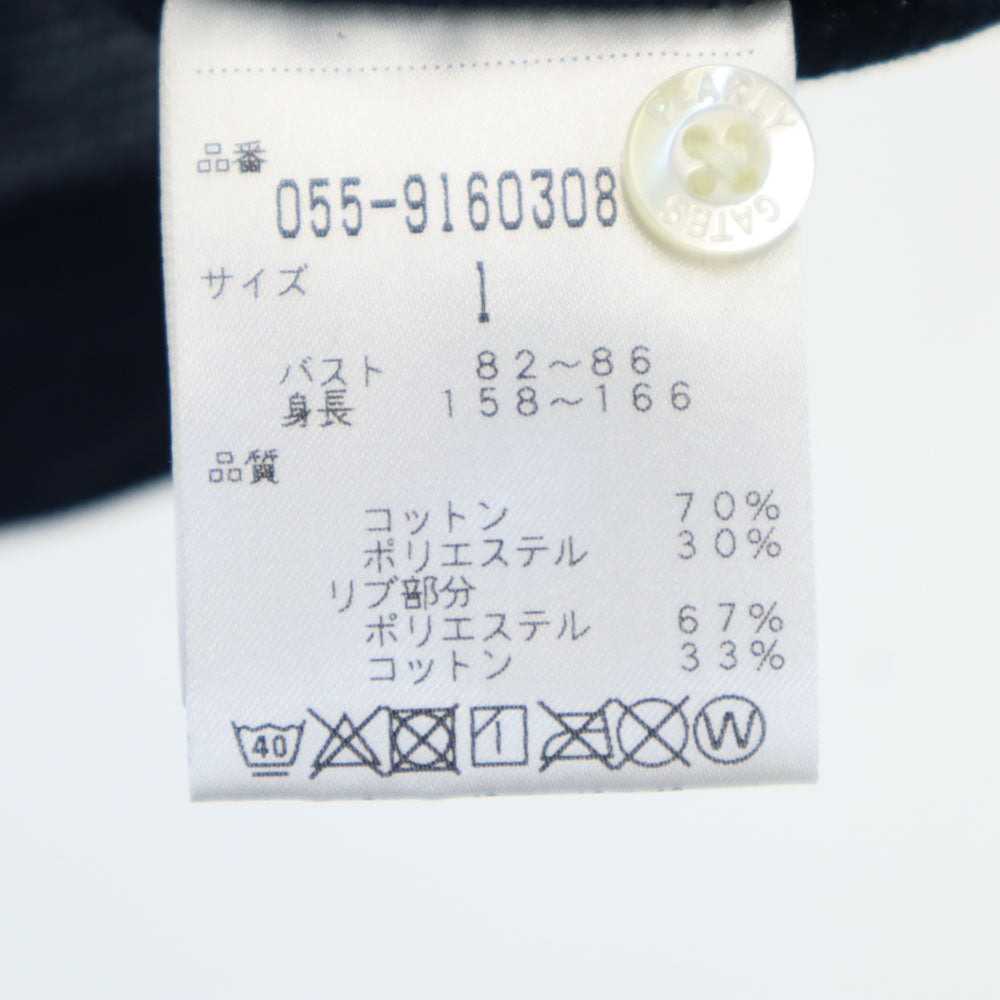 品番
055-9160308
PEARLY
GATES
サイズ 1
バスト 82～86
身長 158～166
品質
コットン 70%
ポリエステル 30%
リブ部分
ポリエステル 67%
コットン 33%
40 1 W